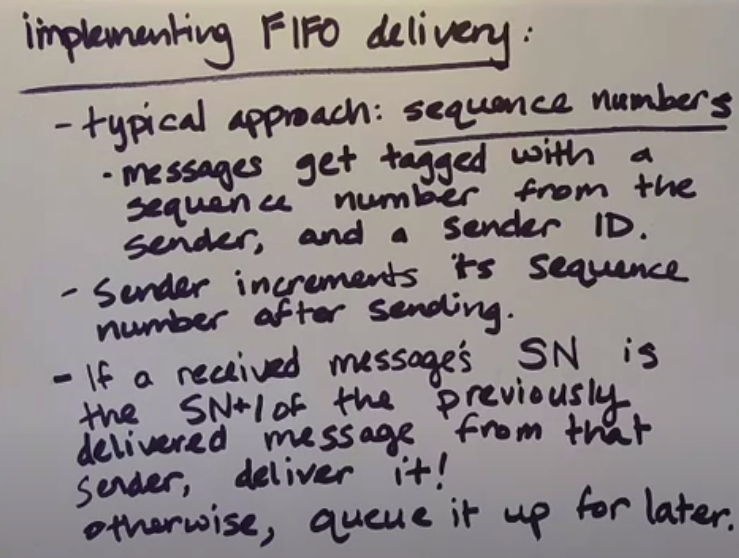 implementing FIFO delivery:
- typical approach: sequence numbers
· messages get tagged with a
sequence number from the
sender, and a sender ID.
- Sender increments its sequence
number after sending.
- If a received message's SN is
the SN+1 of the previously
delivered message from that
sender, deliver it!
otherwise, queue it up for later.